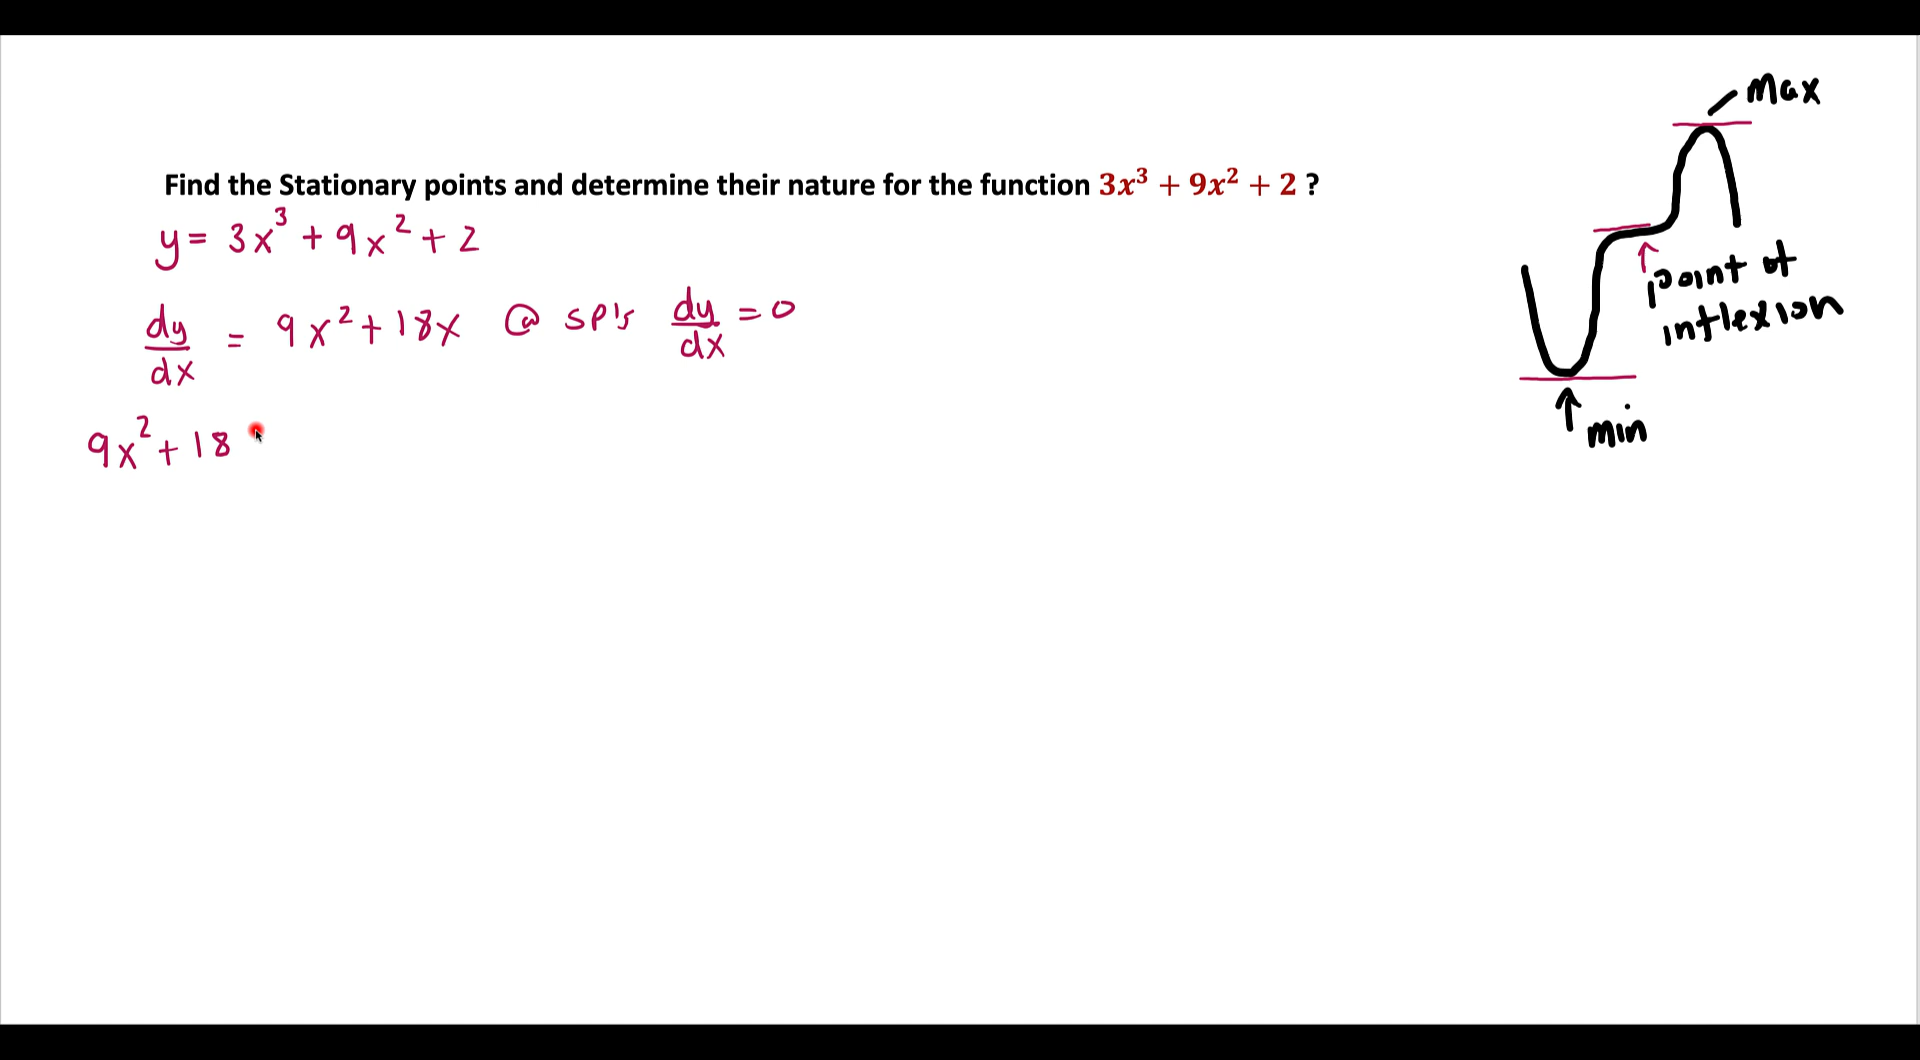 Find the Stationary points and determine their nature for the function 3x³ + 9x² + 2 ?
y = 3x³ + 9x² + 2
dy/dx = 9x² + 18x @ SP's dy/dx = 0
9x² + 18
max
point of
inflexion
min